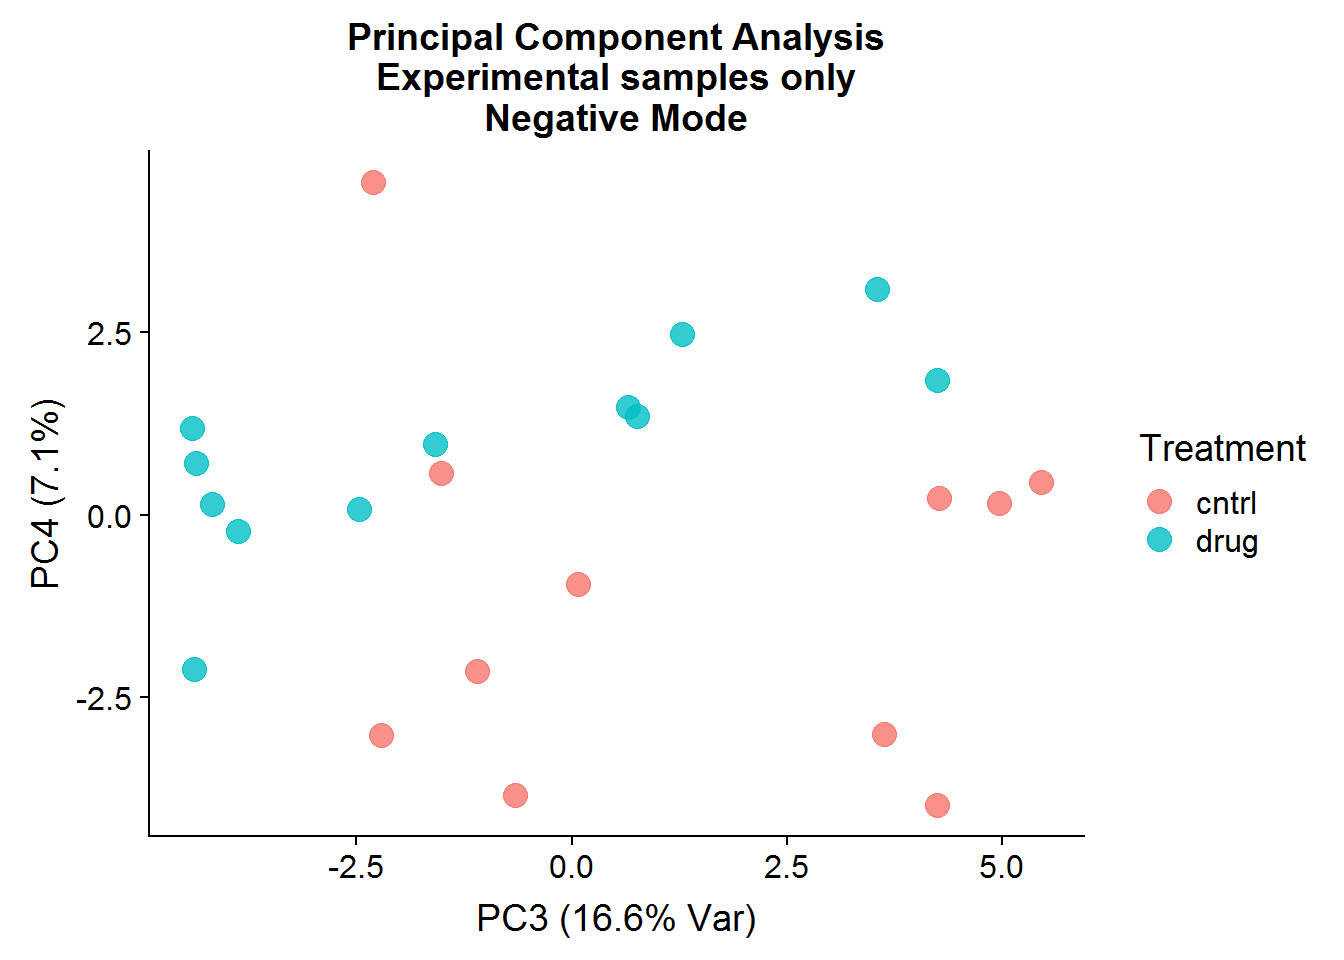 Principal Component Analysis
Experimental samples only
Negative Mode
PC4 (7.1%)
2.5
0.0
-2.5
-2.5
0.0
2.5
5.0
PC3 (16.6% Var)
Treatment
cntrl
drug